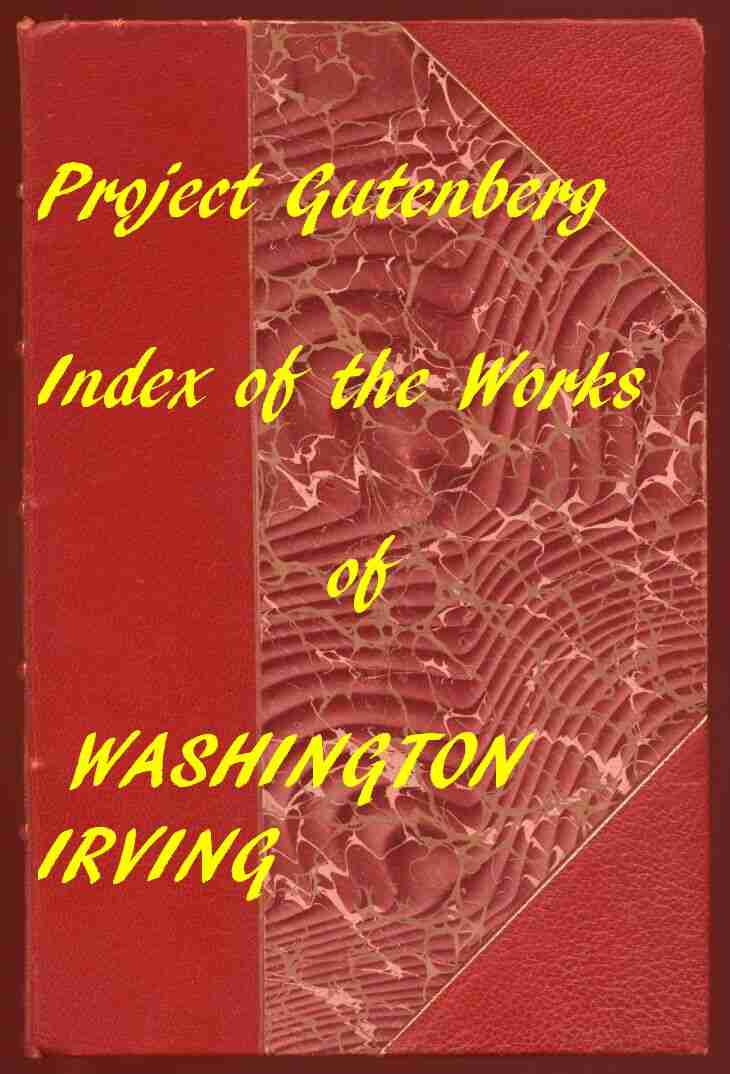 Project Gutenberg
Index of the Works
of
WASHINGTON
IRVING